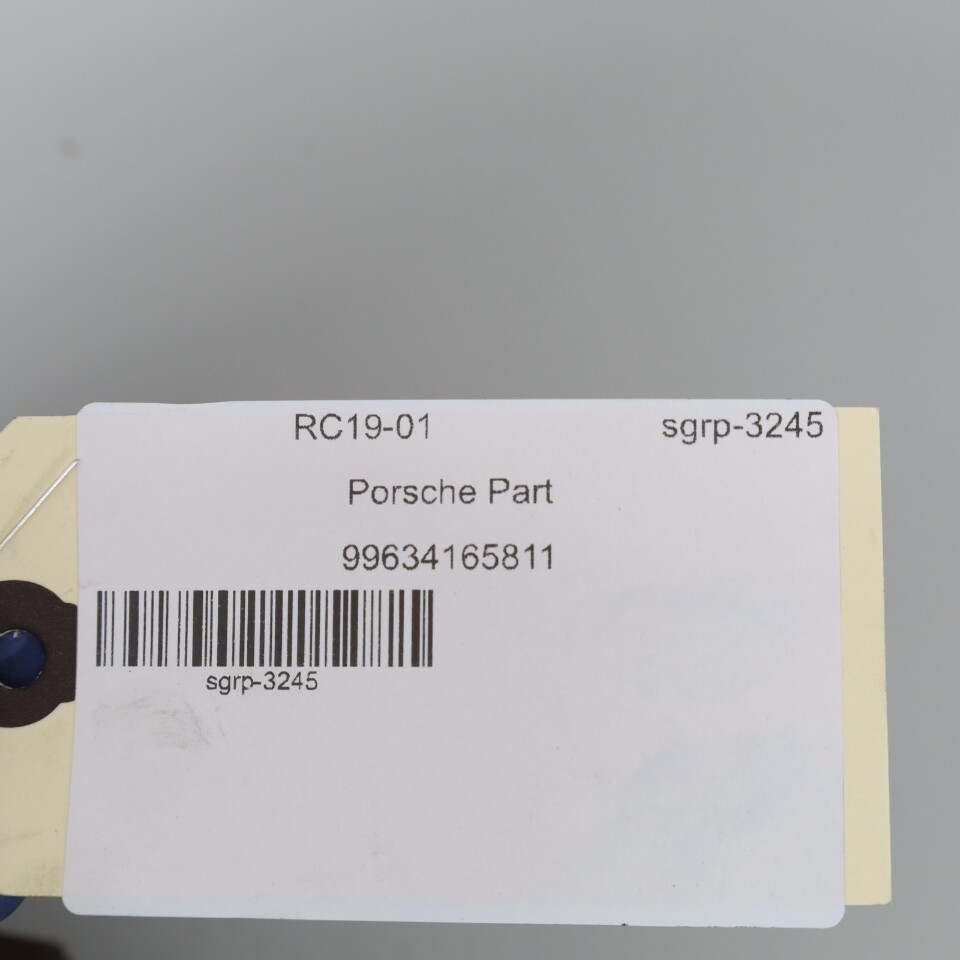 RC19-01 sgrp-3245
Porsche Part
99634165811
sgrp-3245